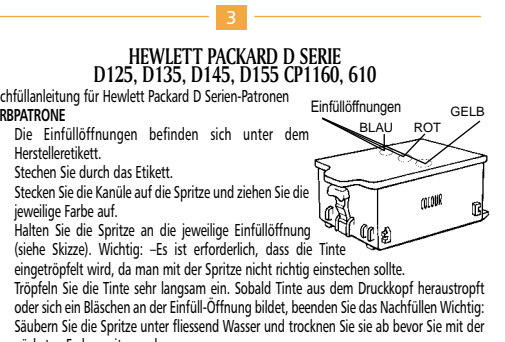 3
HEWLETT PACKARD D SERIE
D125, D135, D145, D155 CP1160, 610
chfüllanleitung für Hewlett Packard D Serien-Patronen
RBPATRONE
Einfüllöffnungen
GELB
BLAU ROT
COLOUR
Die Einfüllöffnungen befinden sich unter dem
Herstelleretikett.
Stechen Sie durch das Etikett.
Stecken Sie die Kanüle auf die Spritze und ziehen Sie die
jeweilige Farbe auf.
Halten Sie die Spritze an die jeweilige Einfüllöffnung
(siehe Skizze). Wichtig: –Es ist erforderlich, dass die Tinte
eingetröpfelt wird, da man mit der Spritze nicht richtig einstechen sollte.
Tröpfeln Sie die Tinte sehr langsam ein. Sobald Tinte aus dem Druckkopf heraustropft
oder sich ein Bläschen an der Einfüll-Öffnung bildet, beenden Sie das Nachfüllen Wichtig:
Säubern Sie die Spritze unter fliessend Wasser und trocknen Sie sie ab bevor Sie mit der